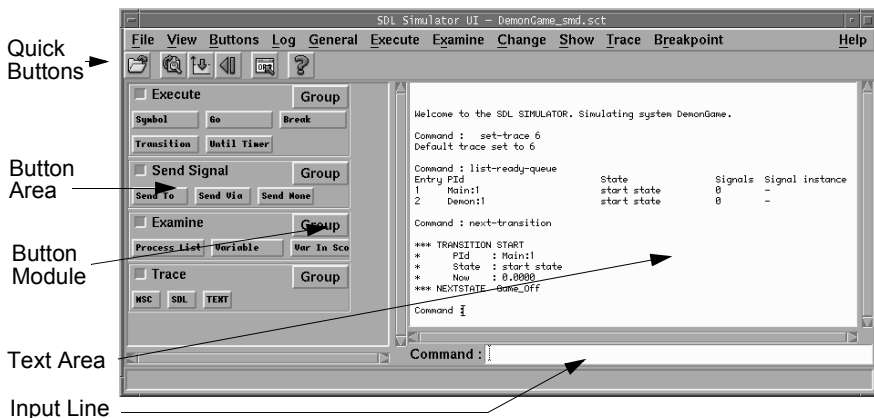 SDL Simulator UI - DemonGame_smd.sct
File View Buttons Log General Execute Examine Change Show Trace Breakpoint Help
Quick
Buttons
Execute Group
Symbol Go Break
Transition Until Timer
Send Signal Group
Send To Send Via Send None
Examine Group
Process List Variable Var In Sco
Trace Group
MSC SDL TEXT
Button
Area
Button
Module
Text Area
Input Line
Welcome to the SDL SIMULATOR. Simulating system DemonGame.
Command : set-trace 6
Default trace set to 6
Command : list-ready-queue
Entry PId State Signals Signal instance
1 Main:1 start state 0 -
2 Demon:1 start state 0 -
Command : next-transition
*** TRANSITION START
* PId : Main:1
* State : start state
* Now : 0.0000
*** NEXTSTATE Game_Off
Command :
Command :